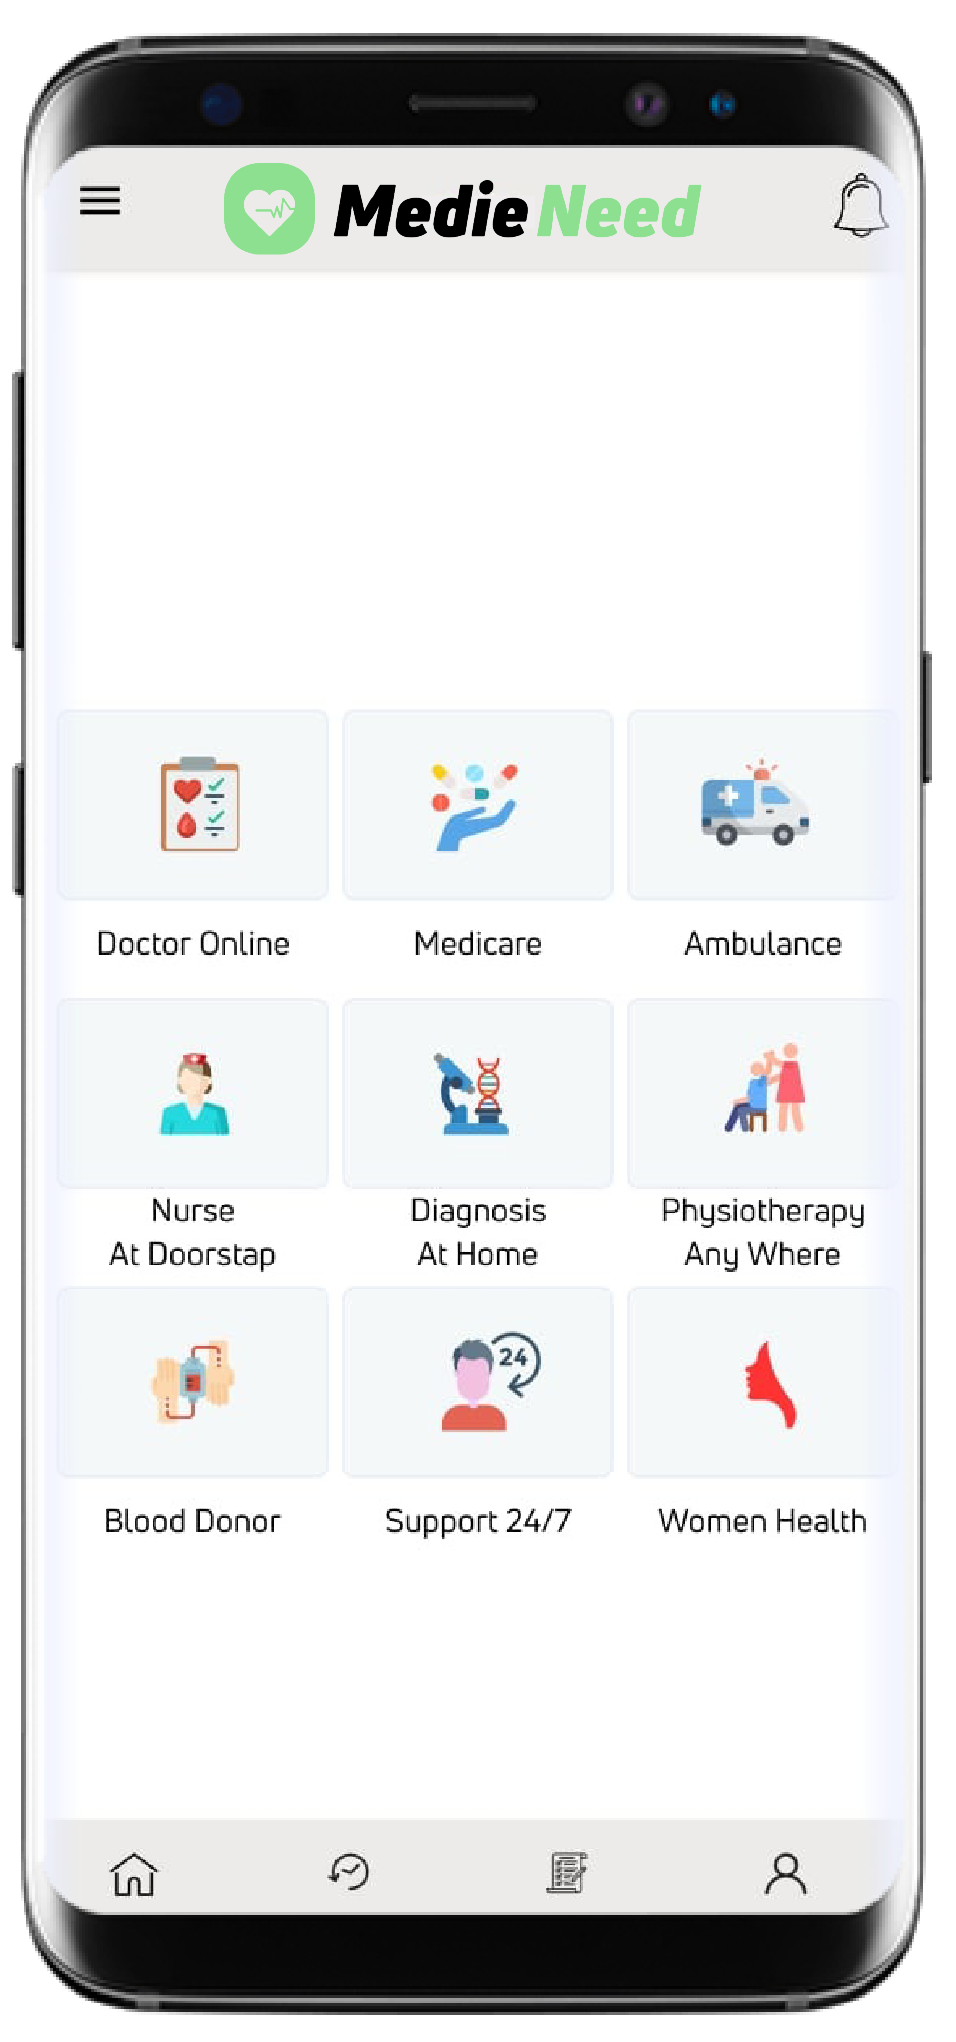 Medie Need
Doctor Online
Medicare
Ambulance
Nurse
At Doorstap
Diagnosis
At Home
Physiotherapy
Any Where
24
Blood Donor
Support 24/7
Women Health